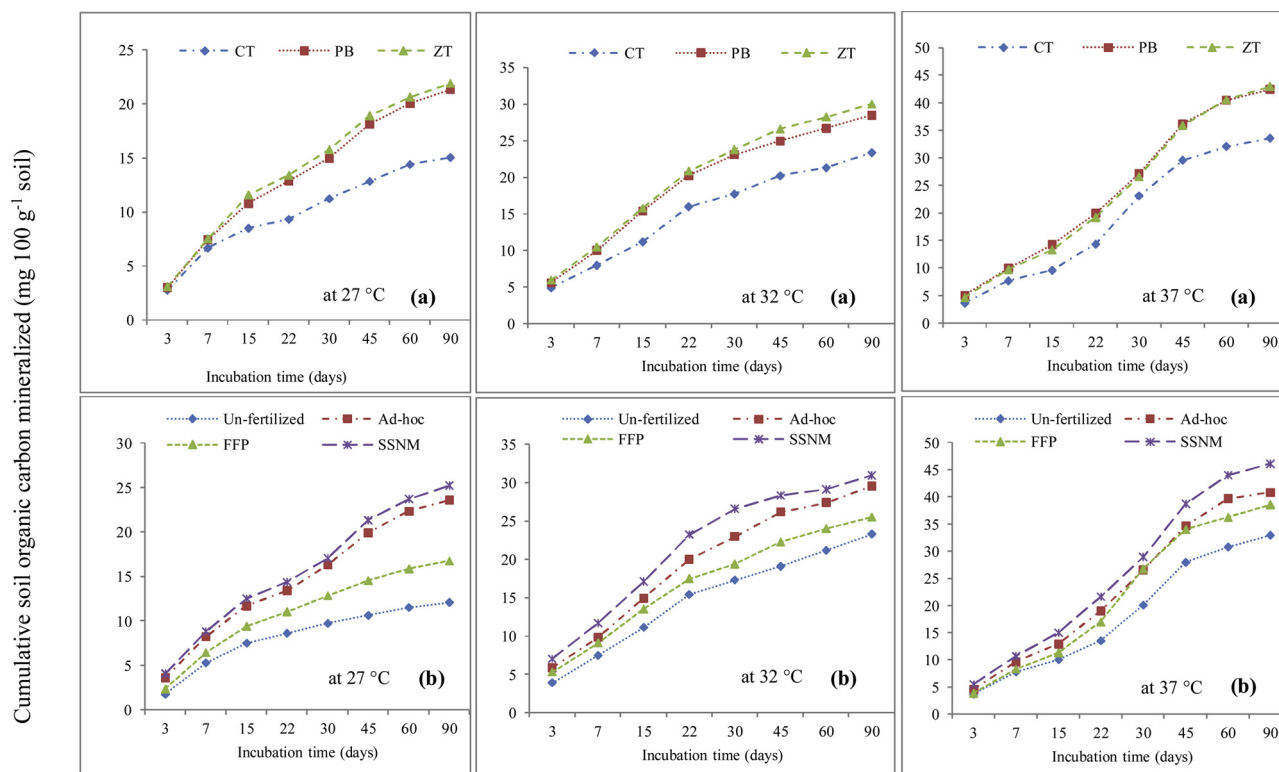 Cumulative soil organic carbon mineralized (mg 100 g-1 soil)
CT PB ZT
25
20
15
10
5
0
at 27 °C (a)
3 7 15 22 30 45 60 90
Incubation time (days)
CT PB ZT
35
30
25
20
15
10
5
0
at 32 °C (a)
3 7 15 22 30 45 60 90
Incubation time (days)
CT PB ZT
50
45
40
35
30
25
20
15
10
5
0
at 37 °C (a)
3 7 15 22 30 45 60 90
Incubation time (days)
Un-fertilized Ad-hoc
FFP SSNM
30
25
20
15
10
5
0
at 27 °C (b)
3 7 15 22 30 45 60 90
Incubation time (days)
Un-fertilized Ad-hoc
FFP SSNM
35
30
25
20
15
10
5
0
at 32 °C (b)
3 7 15 22 30 45 60 90
Incubation time (days)
Un-fertilized Ad-hoc
FFP SSNM
50
45
40
35
30
25
20
15
10
5
0
at 37 °C (b)
3 7 15 22 30 45 60 90
Incubation time (days)